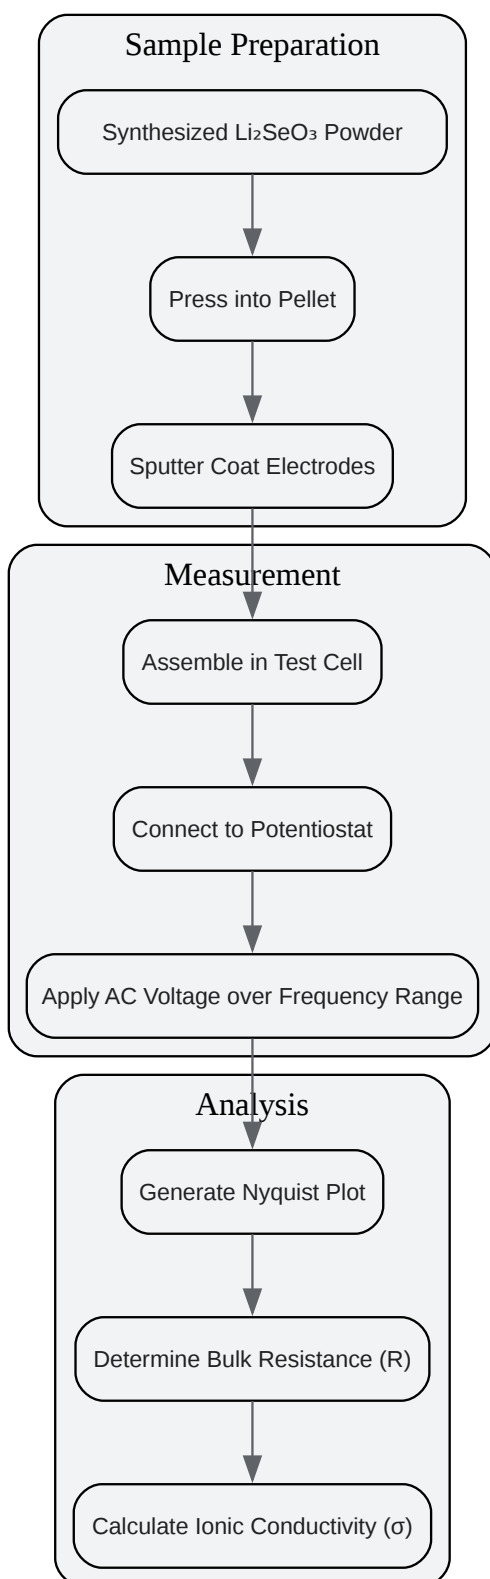 Sample Preparation
Synthesized Li₂SeO₃ Powder
Press into Pellet
Sputter Coat Electrodes
Measurement
Assemble in Test Cell
Connect to Potentiostat
Apply AC Voltage over Frequency Range
Analysis
Generate Nyquist Plot
Determine Bulk Resistance (R)
Calculate Ionic Conductivity (σ)